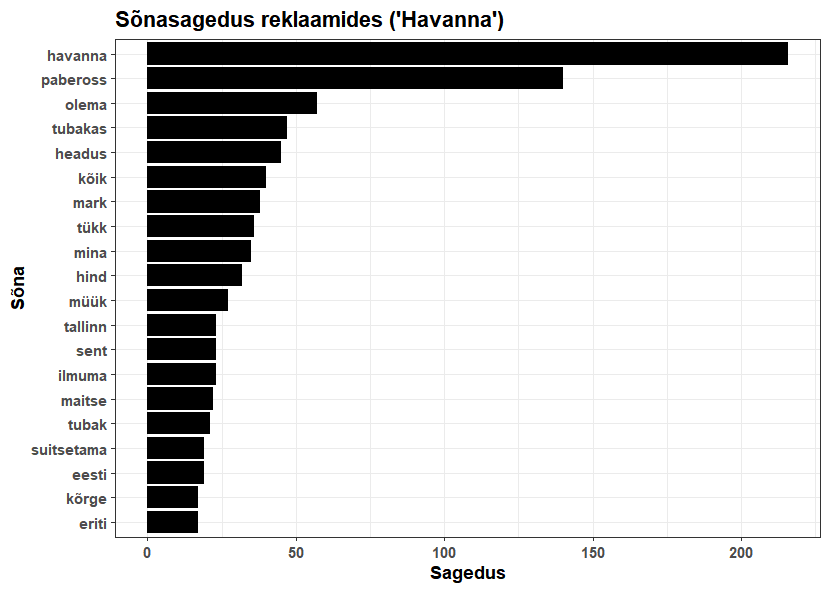 Sõnasagedus reklaamides ('Havanna')
Sõna
havanna
pabeross
olema
tubakas
headus
kõik
mark
tükk
mina
hind
müük
tallinn
sent
ilmuma
maitse
tubak
suitsetama
eesti
kõrge
eriti
0 50 100 150 200
Sagedus